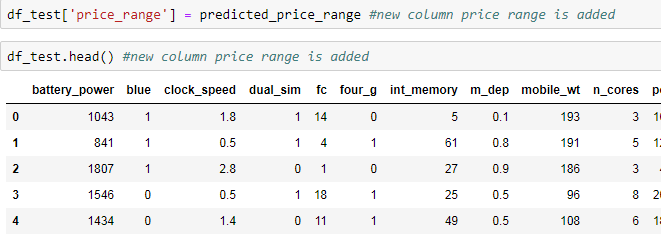 df_test['price_range'] = predicted_price_range #new column price range is added
df_test.head() #new column price range is added
battery_power blue clock_speed dual_sim fc four_g int_memory m_dep mobile_wt n_cores
0 1043 1 1.8 1 14 0 5 0.1 193 3
1 841 1 0.5 1 4 1 61 0.8 191 5
2 1807 1 2.8 0 1 0 27 0.9 186 3
3 1546 0 0.5 1 18 1 25 0.5 96 8
4 1434 0 1.4 0 11 1 49 0.5 108 6